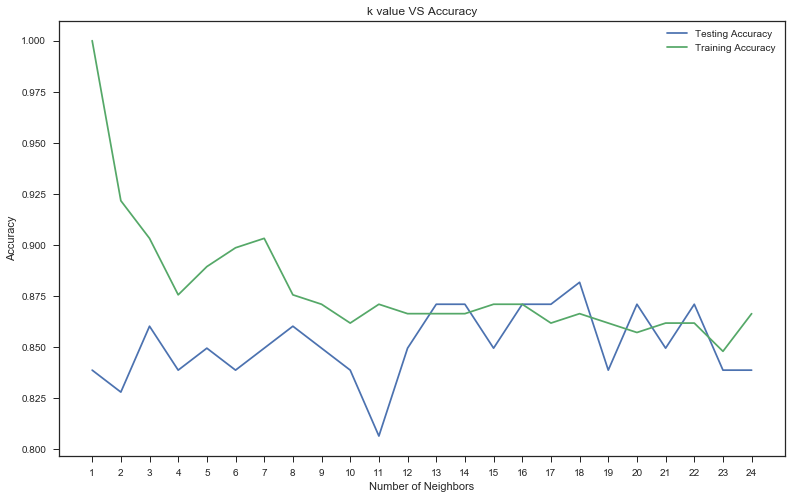 k value VS Accuracy
Testing Accuracy
Training Accuracy
1.000
0.975
0.950
0.925
0.900
0.875
0.850
0.825
0.800
Accuracy
1 2 3 4 5 6 7 8 9 10 11 12 13 14 15 16 17 18 19 20 21 22 23 24
Number of Neighbors